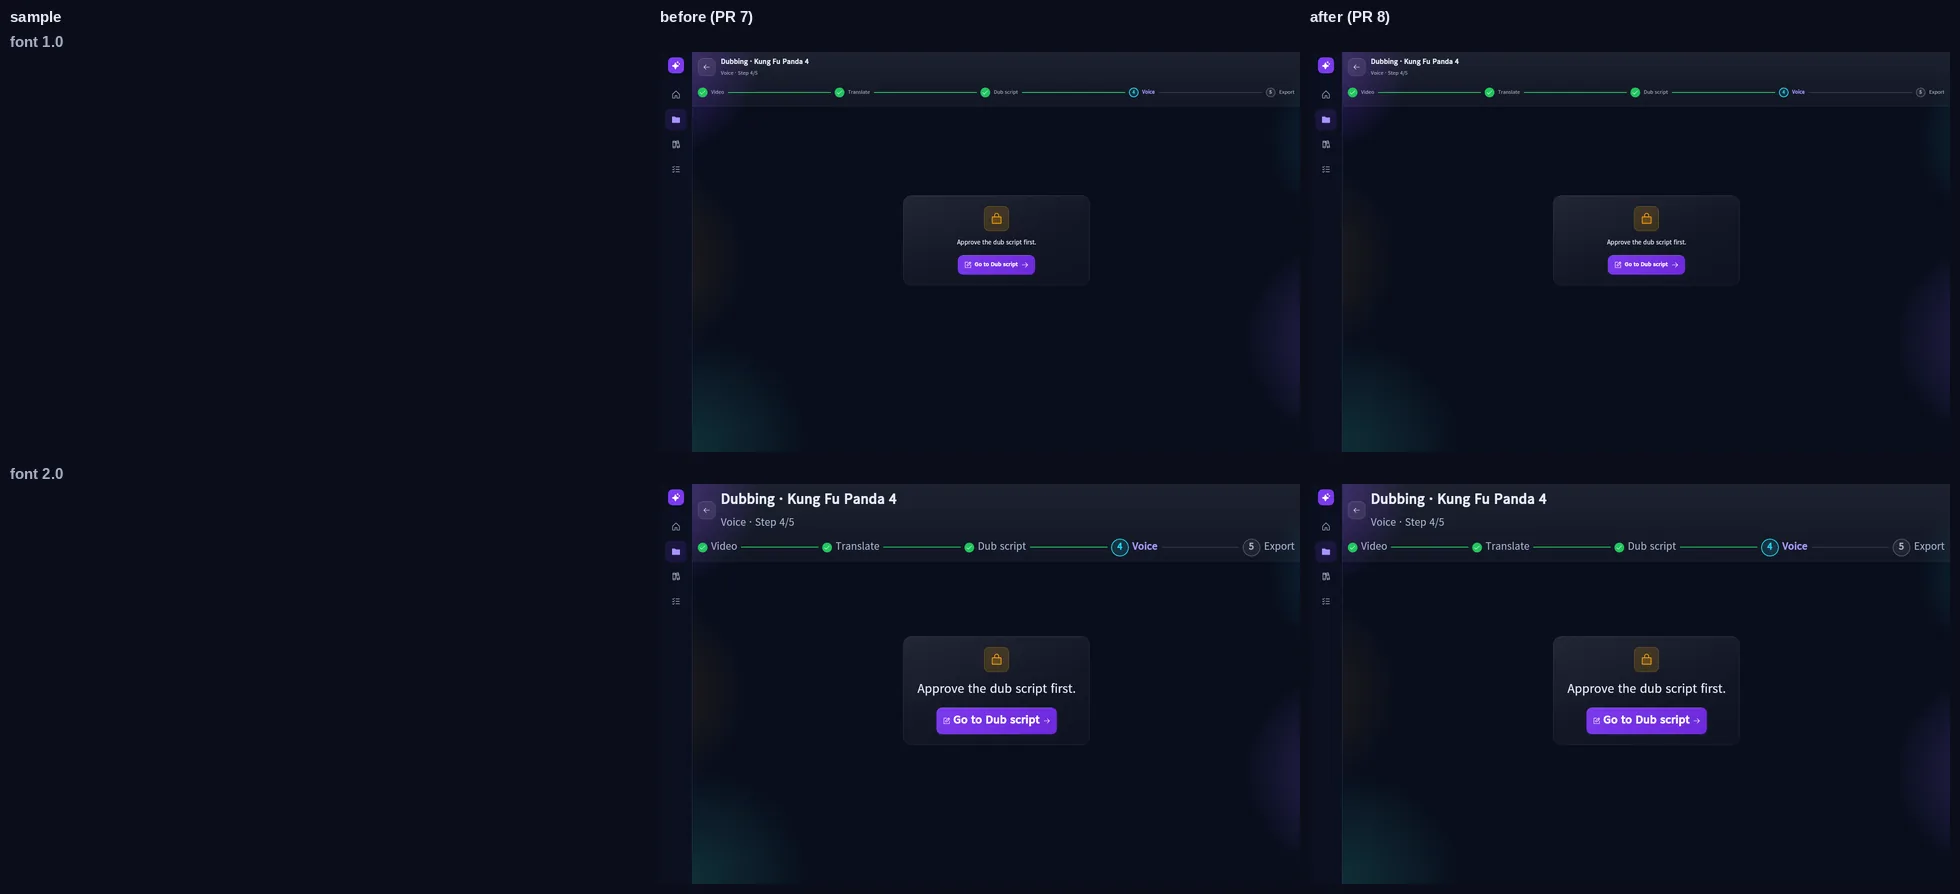 sample
before (PR 7)
after (PR 8)
font 1.0
Dubbing · Kung Fu Panda 4
Voice · Step 4/5
Video
Translate
Dub script
4 Voice
5 Export
Approve the dub script first.
Go to Dub script
Dubbing · Kung Fu Panda 4
Voice · Step 4/5
Video
Translate
Dub script
4 Voice
5 Export
Approve the dub script first.
Go to Dub script
font 2.0
Dubbing · Kung Fu Panda 4
Voice · Step 4/5
Video
Translate
Dub script
4 Voice
5 Export
Approve the dub script first.
Go to Dub script
Dubbing · Kung Fu Panda 4
Voice · Step 4/5
Video
Translate
Dub script
4 Voice
5 Export
Approve the dub script first.
Go to Dub script